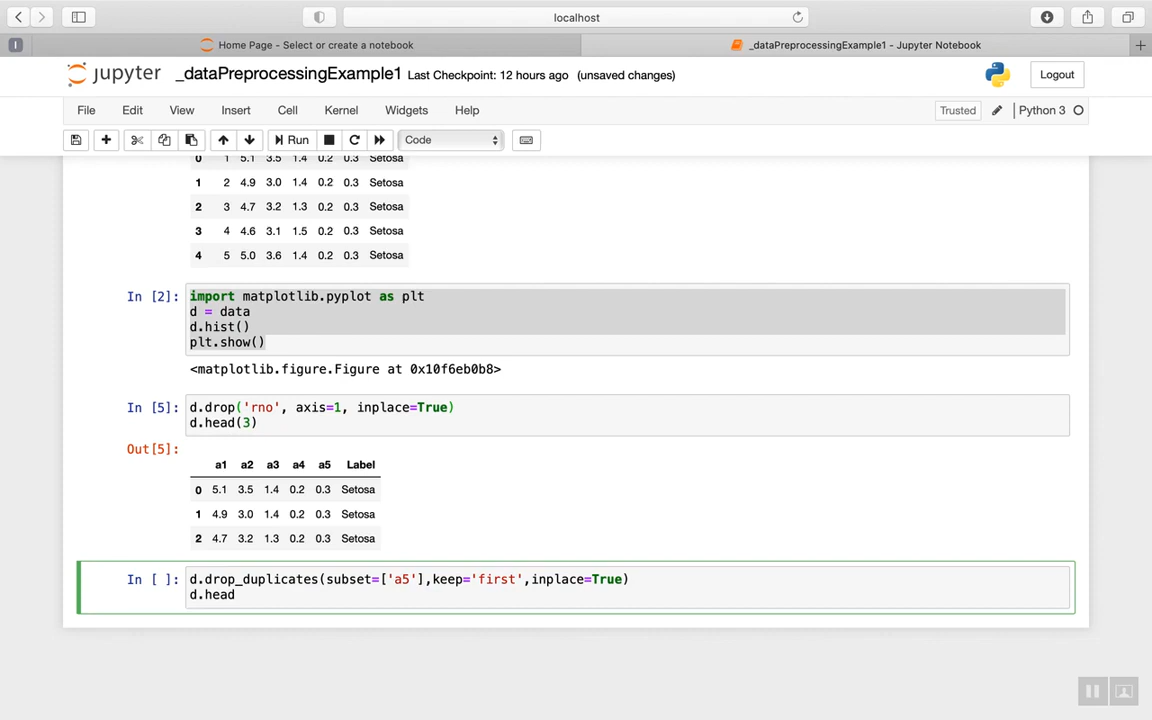 localhost
I
Home Page - Select or create a notebook
_dataPreprocessingExample1 - Jupyter Notebook
jupyter _dataPreprocessingExample1 Last Checkpoint: 12 hours ago (unsaved changes)
Logout
File Edit View Insert Cell Kernel Widgets Help
Trusted
Python 3
Run
Code
0 1 5.1 3.5 1.4 0.2 0.3 Setosa
1 2 4.9 3.0 1.4 0.2 0.3 Setosa
2 3 4.7 3.2 1.3 0.2 0.3 Setosa
3 4 4.6 3.1 1.5 0.2 0.3 Setosa
4 5 5.0 3.6 1.4 0.2 0.3 Setosa
In [2]: import matplotlib.pyplot as plt
d = data
d.hist()
plt.show()
<matplotlib.figure.Figure at 0x10f6eb0b8>
In [5]: d.drop('rno', axis=1, inplace=True)
d.head(3)
Out[5]:
a1 a2 a3 a4 a5 Label
0 5.1 3.5 1.4 0.2 0.3 Setosa
1 4.9 3.0 1.4 0.2 0.3 Setosa
2 4.7 3.2 1.3 0.2 0.3 Setosa
In [ ]: d.drop_duplicates(subset=['a5'],keep='first',inplace=True)
d.head